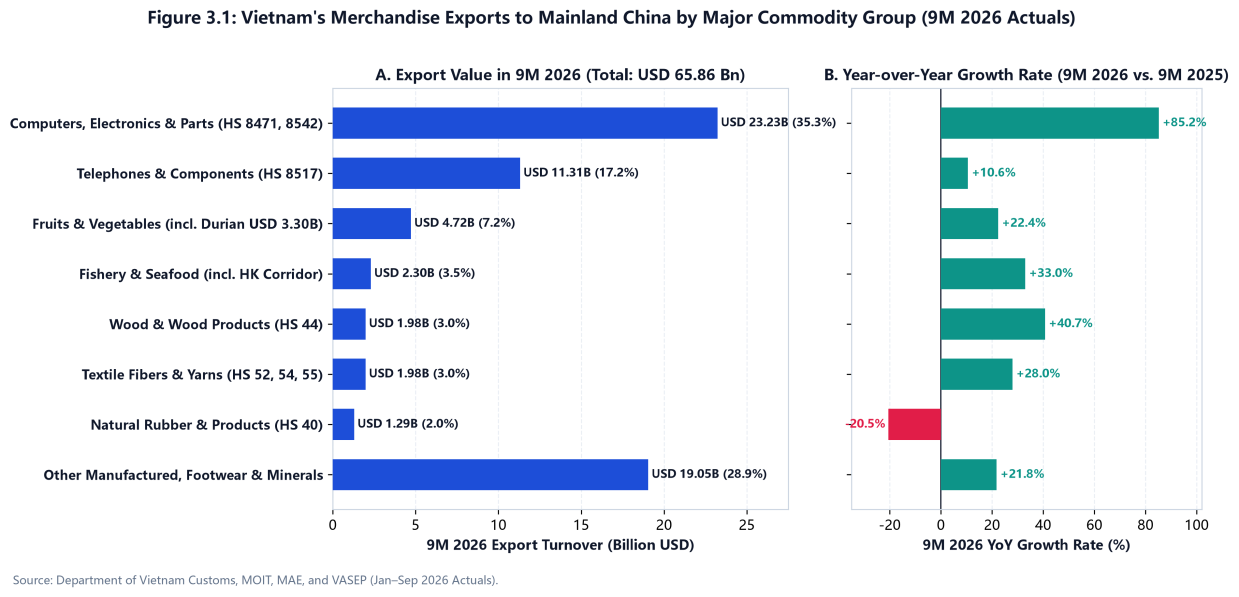 Figure 3.1: Vietnam's Merchandise Exports to Mainland China by Major Commodity Group (9M 2026 Actuals)
A. Export Value in 9M 2026 (Total: USD 65.86 Bn)
B. Year-over-Year Growth Rate (9M 2026 vs. 9M 2025)
Computers, Electronics & Parts (HS 8471, 8542)
USD 23.23B (35.3%)
+85.2%
Telephones & Components (HS 8517)
USD 11.31B (17.2%)
+10.6%
Fruits & Vegetables (incl. Durian USD 3.30B)
USD 4.72B (7.2%)
+22.4%
Fishery & Seafood (incl. HK Corridor)
USD 2.30B (3.5%)
+33.0%
Wood & Wood Products (HS 44)
USD 1.98B (3.0%)
+40.7%
Textile Fibers & Yarns (HS 52, 54, 55)
USD 1.98B (3.0%)
+28.0%
Natural Rubber & Products (HS 40)
USD 1.29B (2.0%)
-20.5%
Other Manufactured, Footwear & Minerals
USD 19.05B (28.9%)
+21.8%
0 5 10 15 20 25
-20 0 20 40 60 80 100
9M 2026 Export Turnover (Billion USD)
9M 2026 YoY Growth Rate (%)
Source: Department of Vietnam Customs, MOIT, MAE, and VASEP (Jan–Sep 2026 Actuals).